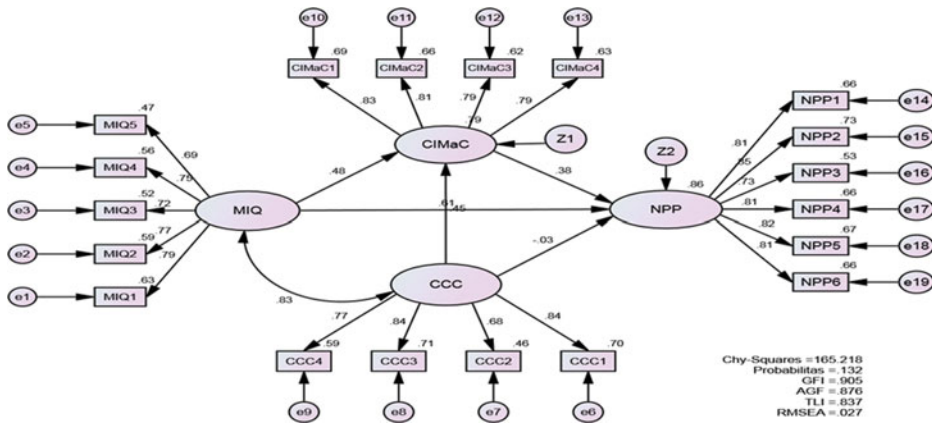 e10 e11 e12 e13
.69 .66 .62 .63
CIMaC1 CIMaC2 CIMaC3 CIMaC4
.83 .81 .79 .79
.79
CIMaC Z1
.47
e5 MIQ5
.69
.56
e4 MIQ4
.75
.52
e3 MIQ3
.72
.59
e2 MIQ2
.77
.63
e1 MIQ1
.79
MIQ
.48 .38
.61 .45
-.03
.83
CCC
Z2
.86
NPP
.66
.81 NPP1 e14
.73
.85 NPP2 e15
.53
.73 NPP3 e16
.66
.81 NPP4 e17
.67
.82 NPP5 e18
.66
.81 NPP6 e19
.77 .84 .68 .84
.59 .71 .46 .70
CCC4 CCC3 CCC2 CCC1
e9 e8 e7 e6
Chy-Squares =165.218
Probabilitas =.132
GFI =.905
AGF =.876
TLI =.837
RMSEA =.027